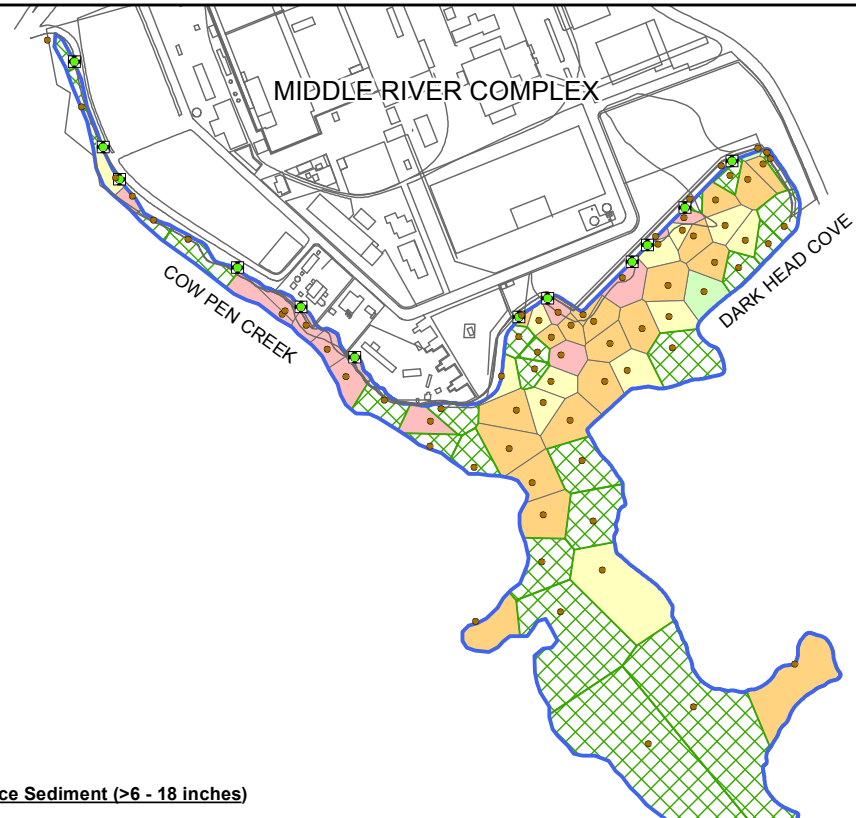 MIDDLE RIVER COMPLEX
DARK HEAD COVE
COW PEN CREEK
ce Sediment (>6 - 18 inches)